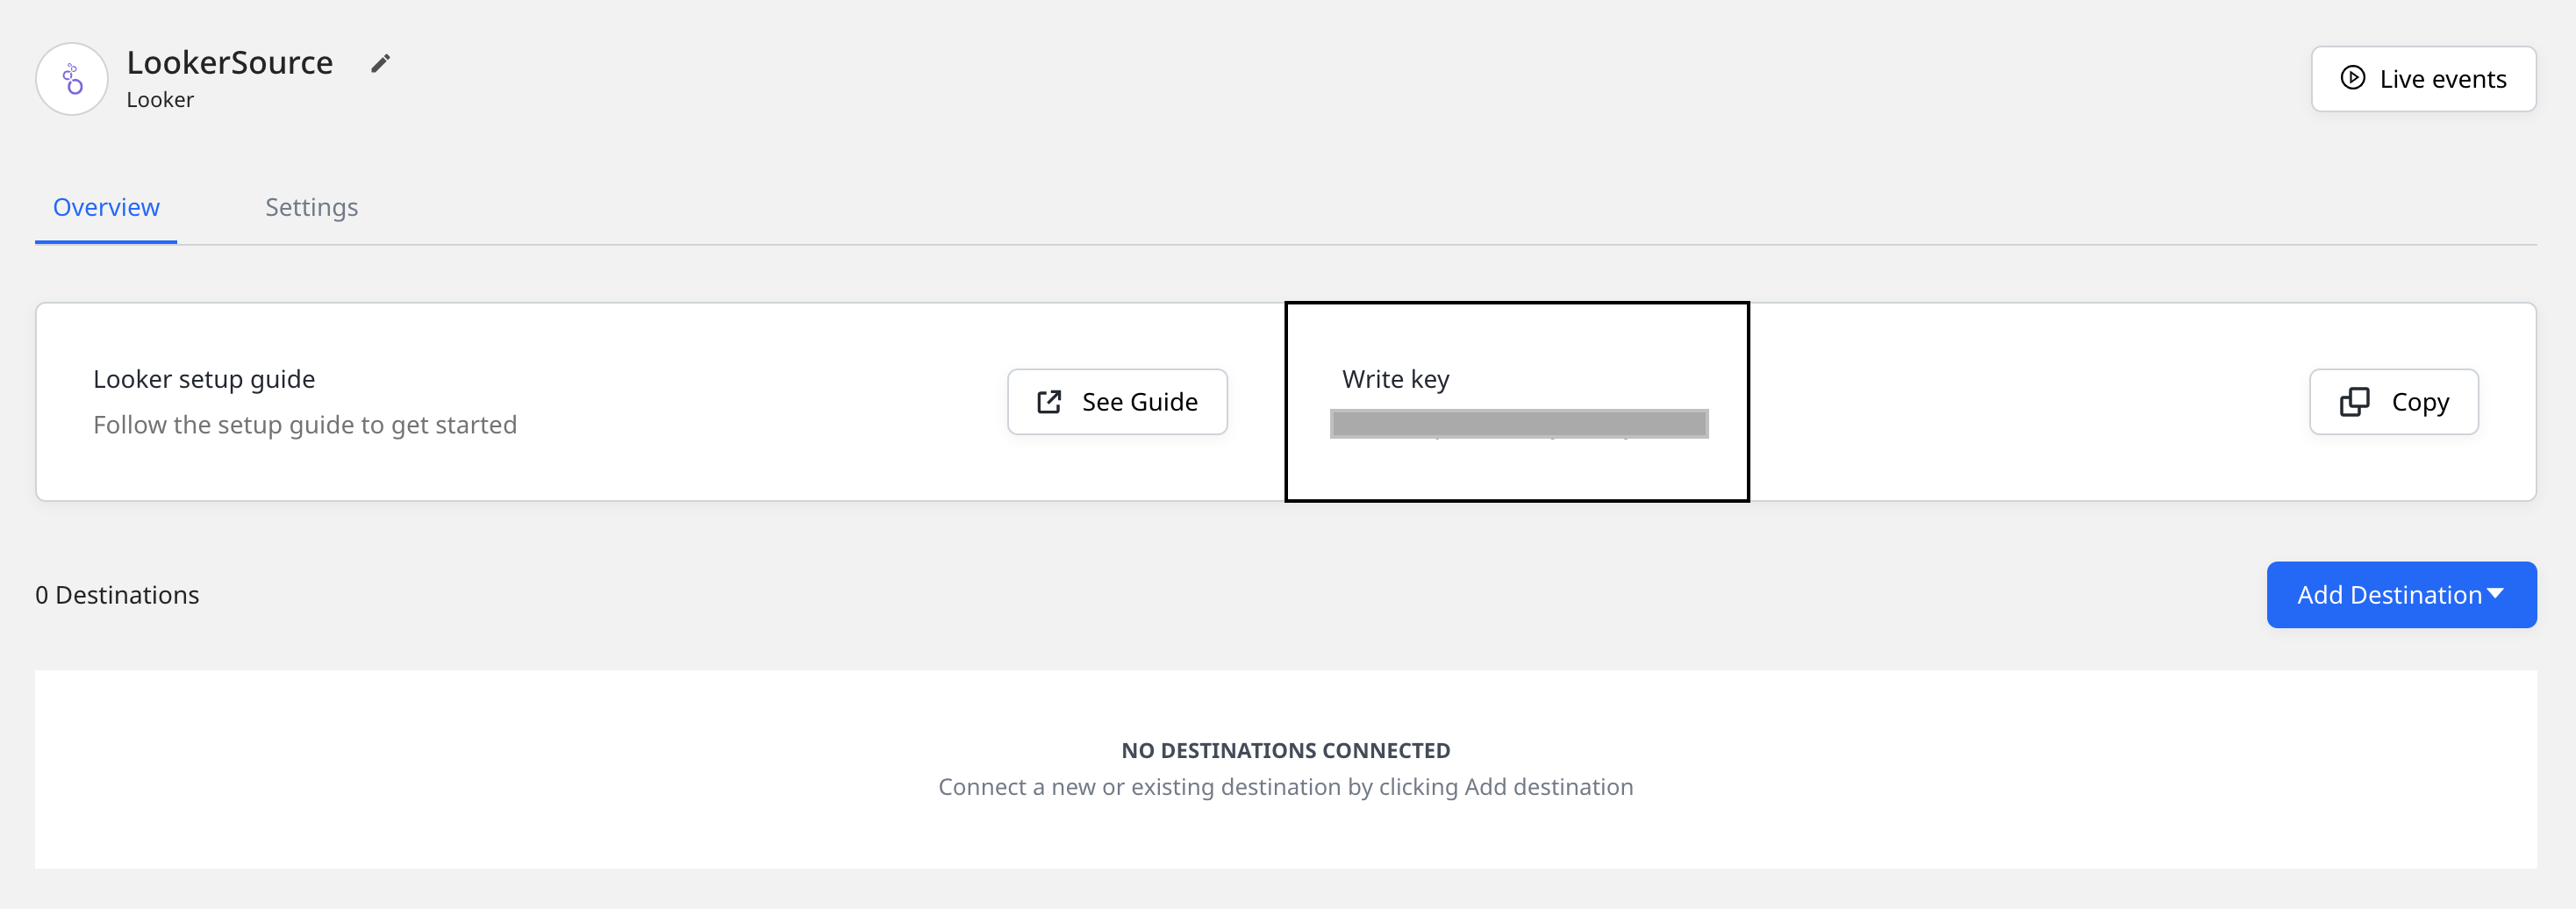 LookerSource
Looker
Live events
Overview
Settings
Looker setup guide
Follow the setup guide to get started
See Guide
Write key
Copy
0 Destinations
Add Destination
NO DESTINATIONS CONNECTED
Connect a new or existing destination by clicking Add destination